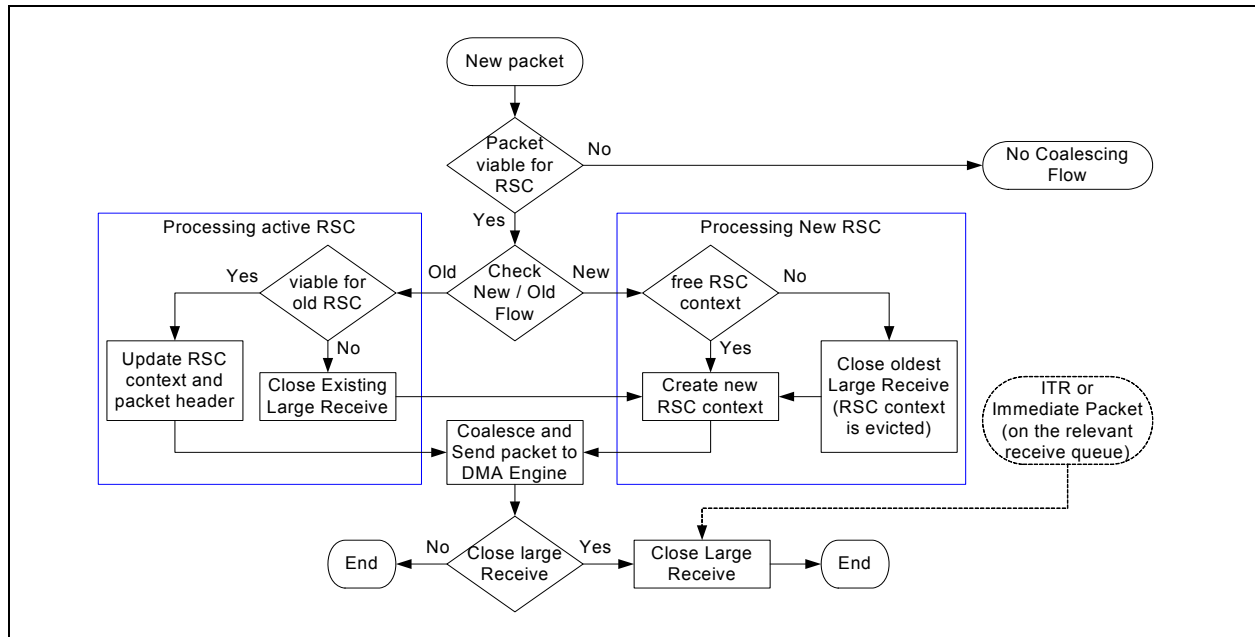 New packet
Packet
viable for
RSC
No
No Coalescing
Flow
Yes
Processing active RSC
Processing New RSC
Yes
viable for
old RSC
Old
Check
New / Old
Flow
New
free RSC
context
No
No
Yes
Update RSC
context and
packet header
Close Existing
Large Receive
Create new
RSC context
Close oldest
Large Receive
(RSC context
is evicted)
ITR or
Immediate Packet
(on the relevant
receive queue)
Coalesce and
Send packet to
DMA Engine
End
No
Close large
Receive
Yes
Close Large
Receive
End